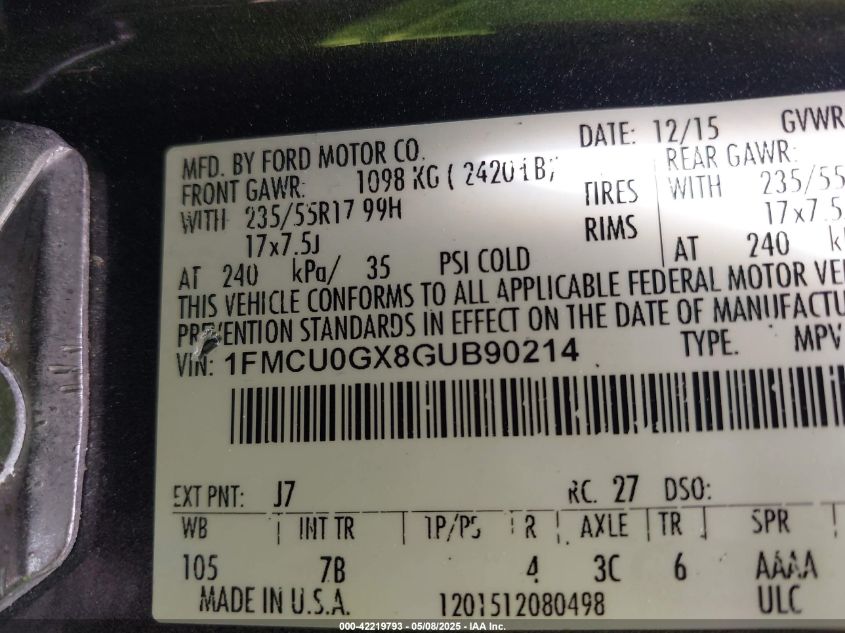 MFD. BY FORD MOTOR CO. DATE: 12/15 GVWR
FRONT GAWR: 1098 KG ( 2420 LB) REAR GAWR:
WITH 235/55R17 99H TIRES WITH 235/55
17x7.5J RIMS 17x7.5
AT 240 kPa/ 35 PSI COLD AT 240
THIS VEHICLE CONFORMS TO ALL APPLICABLE FEDERAL MOTOR VE
PREVENTION STANDARDS IN EFFECT ON THE DATE OF MANUFACTU
VIN: 1FMCU0GX8GUB90214 TYPE: MPV
EXT PNT: J7 RC: 27 DSO:
WB INT TR TP/PS R AXLE TR SPR
105 7B 4 3C 6 AAAA
MADE IN U.S.A. 1201512080498 ULC
000-42219793 - 05/08/2025 - IAA Inc.